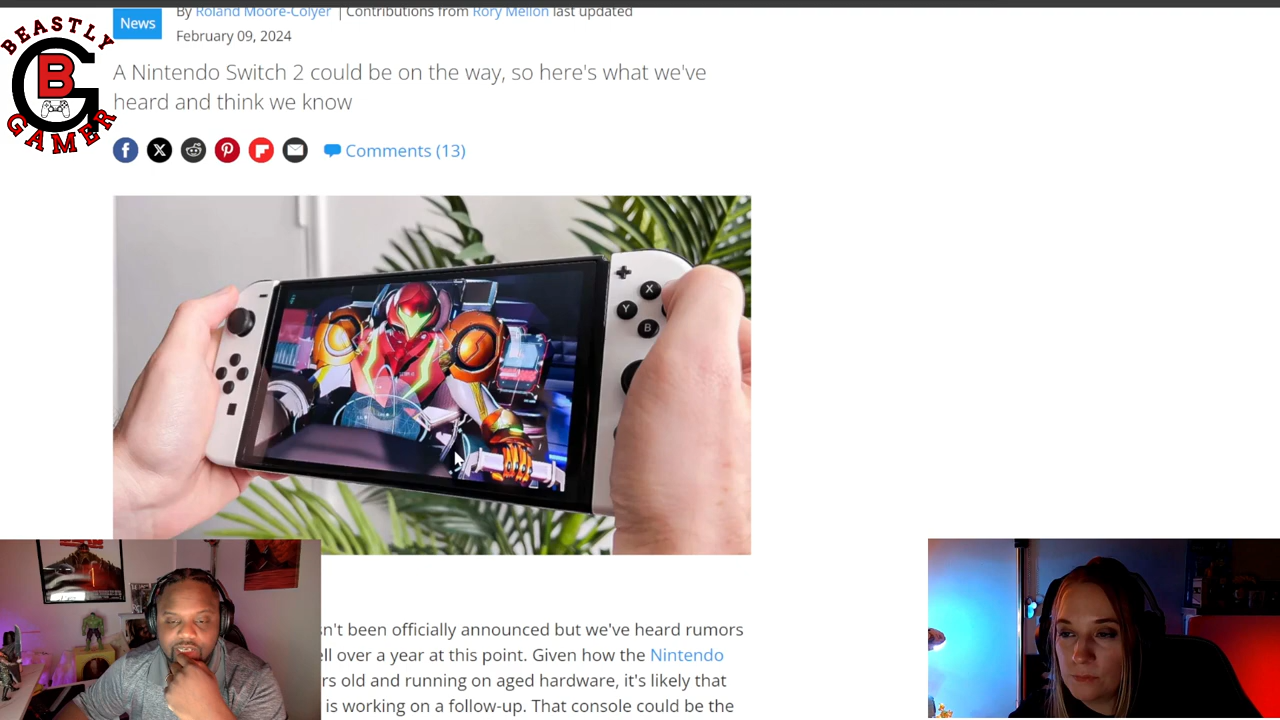 BEASTLY
B
GAMER
News
By Roland Moore-Colyer | Contributions from Rory Mellon last updated
February 09, 2024
A Nintendo Switch 2 could be on the way, so here's what we've
heard and think we know
Comments (13)
X
Y
B
sn't been officially announced but we've heard rumors
ll over a year at this point. Given how the Nintendo
rs old and running on aged hardware, it's likely that
is working on a follow-up. That console could be the